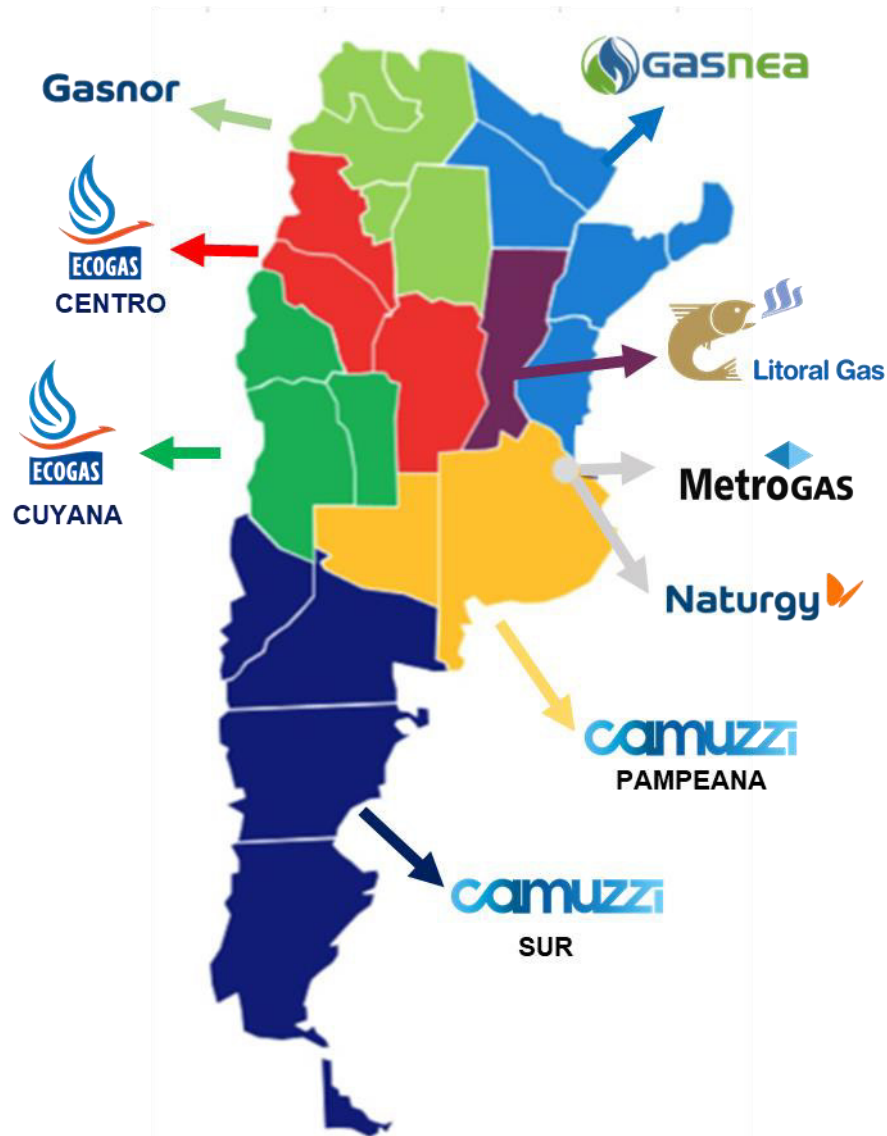 Gasnor
GASNEA
ECOGAS
CENTRO
Litoral Gas
ECOGAS
CUYANA
MetroGAS
Naturgy
camuzzi
PAMPEANA
camuzzi
SUR